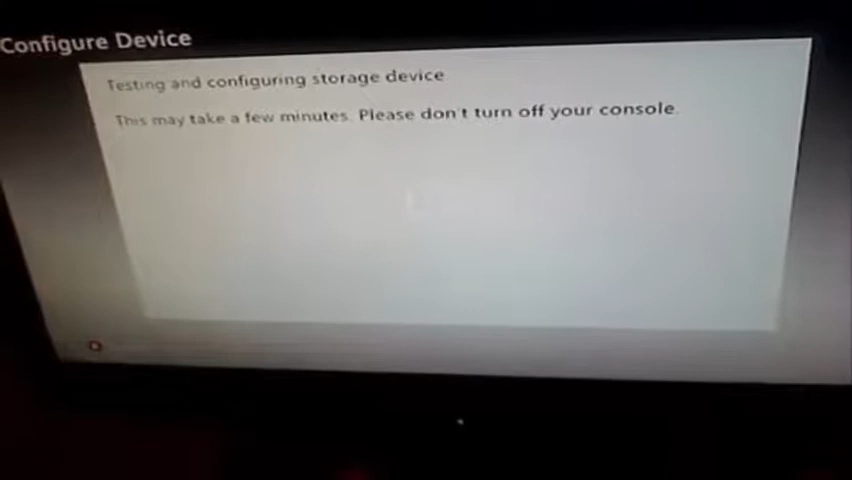 Configure Device
Testing and configuring storage device
This may take a few minutes. Please don't turn off your console.